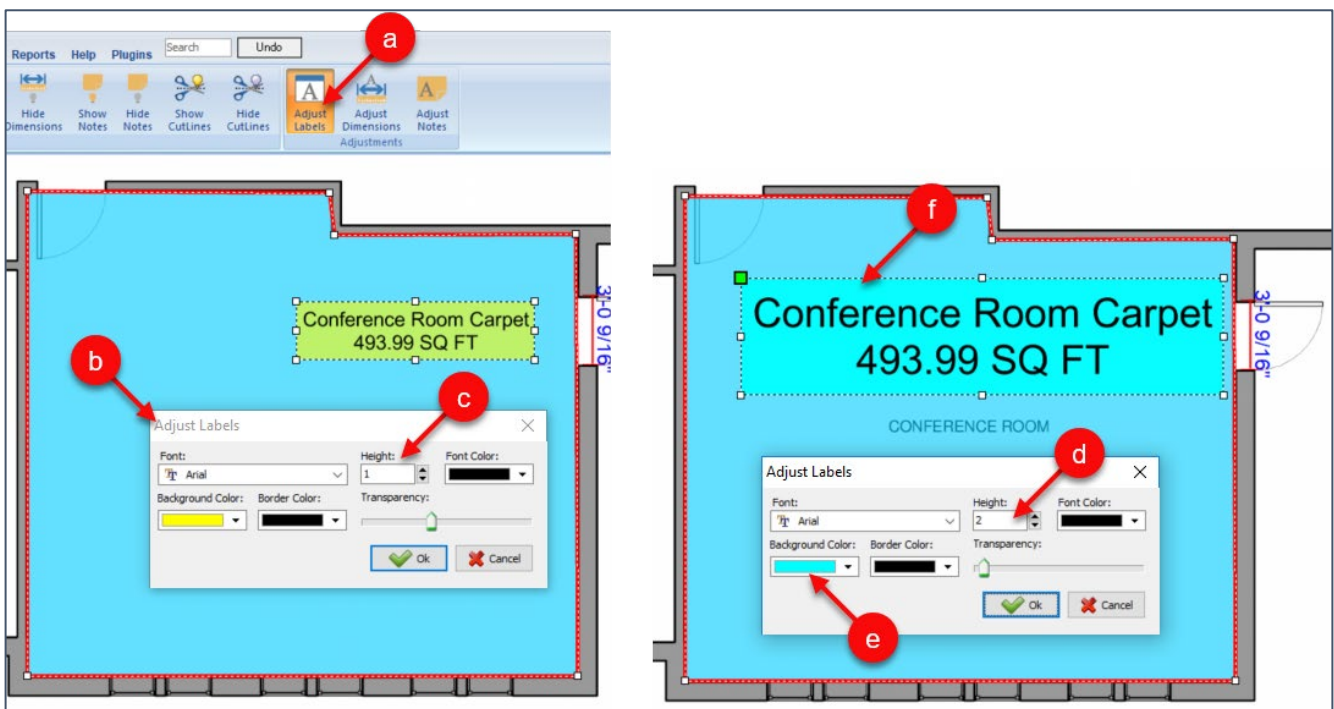 Reports Help Plugins Search Undo
a
Hide Dimensions
Show Notes
Hide Notes
Show CutLines
Hide CutLines
Adjust Labels
Adjust Dimensions
Adjust Notes
Adjustments
Conference Room Carpet
493.99 SQ FT
3'-0 9/16"
b
c
Adjust Labels
Font: Height: Font Color:
Arial 1
Background Color: Border Color: Transparency:
Ok Cancel
f
Conference Room Carpet
493.99 SQ FT
3'-0 9/16"
CONFERENCE ROOM
d
Adjust Labels
Font: Height: Font Color:
Arial 2
Background Color: Border Color: Transparency:
Ok Cancel
e